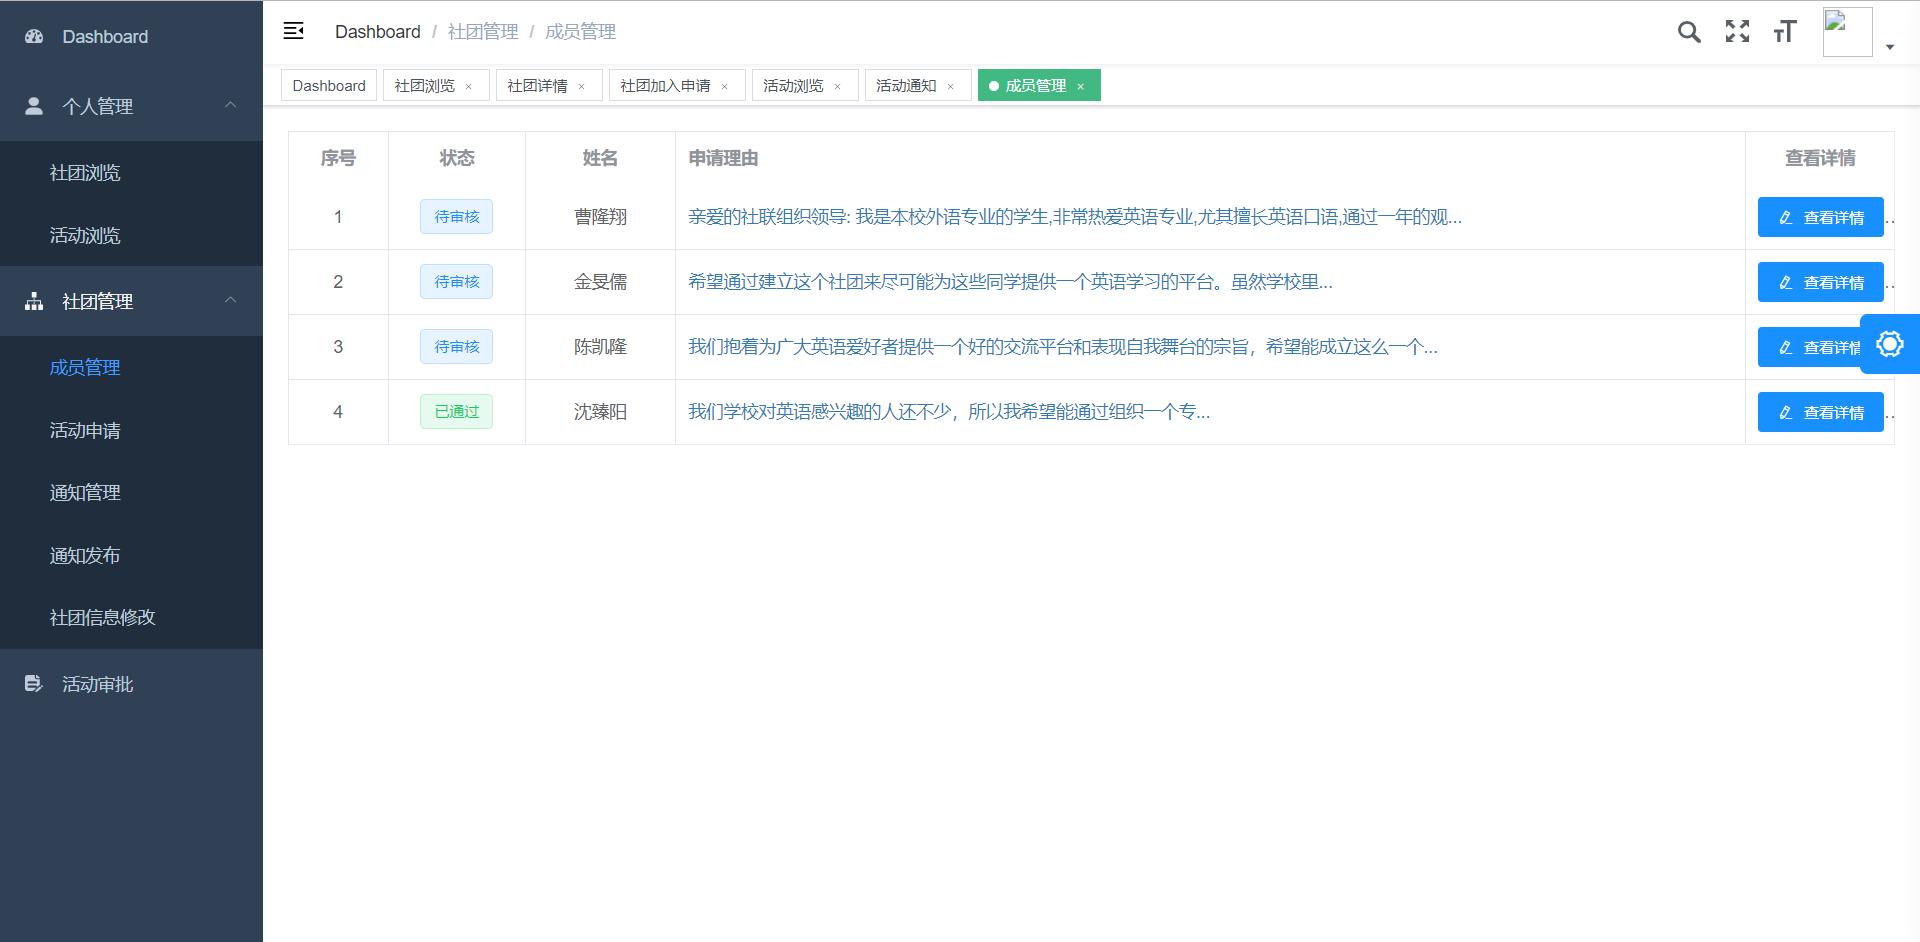 Dashboard
个人管理
社团浏览
活动浏览
社团管理
成员管理
活动申请
通知管理
通知发布
社团信息修改
活动审批
Dashboard / 社团管理 / 成员管理
Dashboard 社团浏览 × 社团详情 × 社团加入申请 × 活动浏览 × 活动通知 × 成员管理 ×
序号 状态 姓名 申请理由 查看详情
1 待审核 曹隆翔 亲爱的社联组织领导: 我是本校外语专业的学生,非常热爱英语专业,尤其擅长英语口语,通过一年的观... 查看详情 ..
2 待审核 金旻儒 希望通过建立这个社团来尽可能为这些同学提供一个英语学习的平台。虽然学校里... 查看详情 ..
3 待审核 陈凯隆 我们抱着为广大英语爱好者提供一个好的交流平台和表现自我舞台的宗旨，希望能成立这么一个... 查看详情
4 已通过 沈臻阳 我们学校对英语感兴趣的人还不少，所以我希望能通过组织一个专... 查看详情 ..